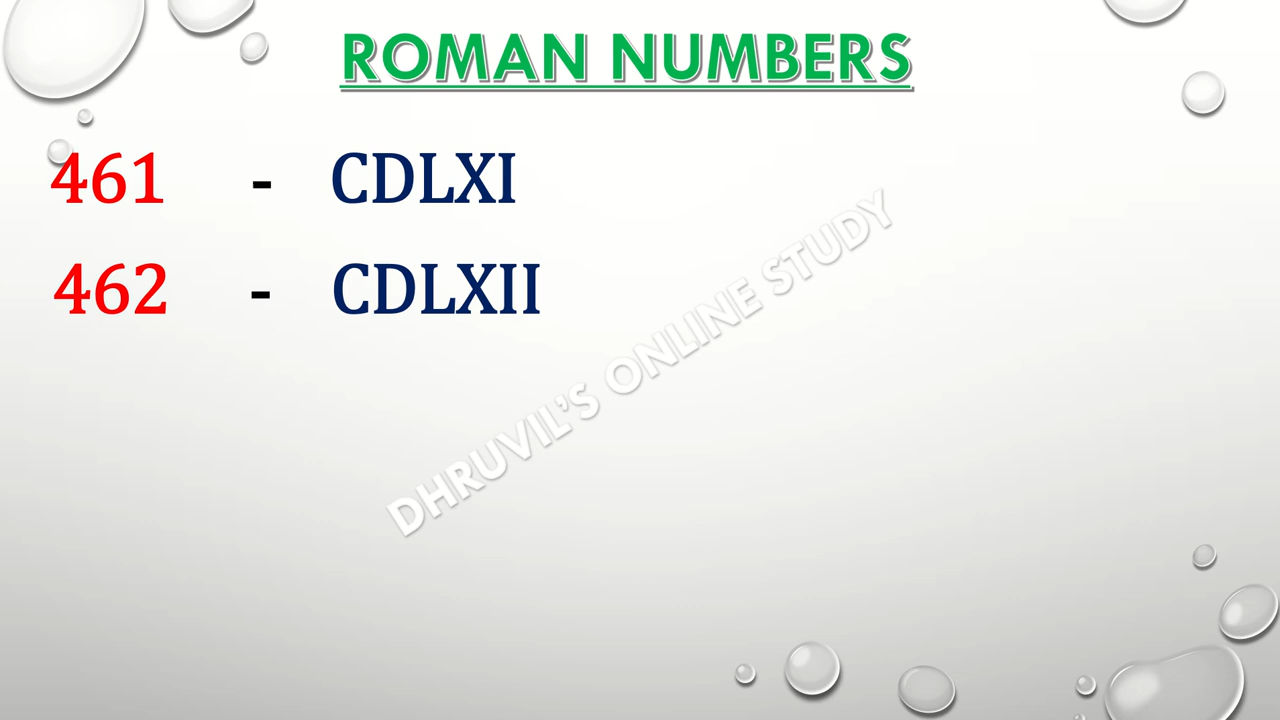 ROMAN NUMBERS
461 - CDLXI
462 - CDLXII
DHRUVIL'S ONLINE STUDY